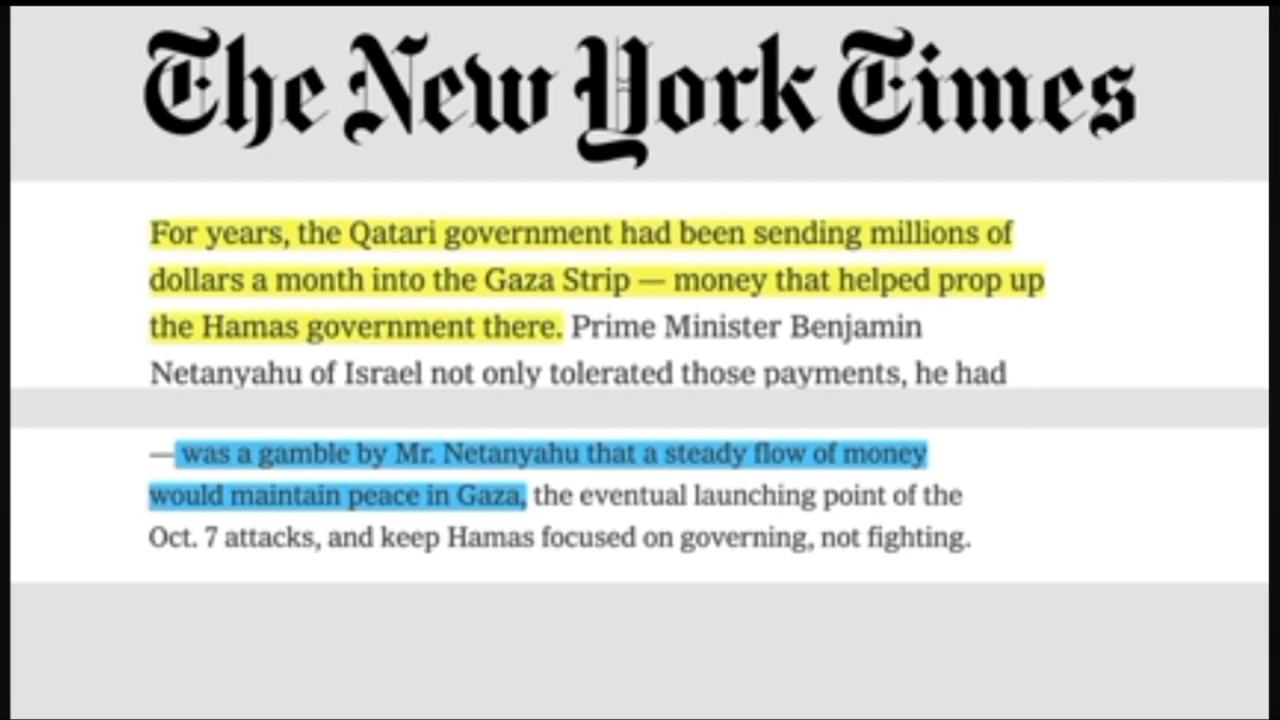 The New York Times
For years, the Qatari government had been sending millions of
dollars a month into the Gaza Strip — money that helped prop up
the Hamas government there. Prime Minister Benjamin
Netanyahu of Israel not only tolerated those payments, he had
— was a gamble by Mr. Netanyahu that a steady flow of money
would maintain peace in Gaza, the eventual launching point of the
Oct. 7 attacks, and keep Hamas focused on governing, not fighting.